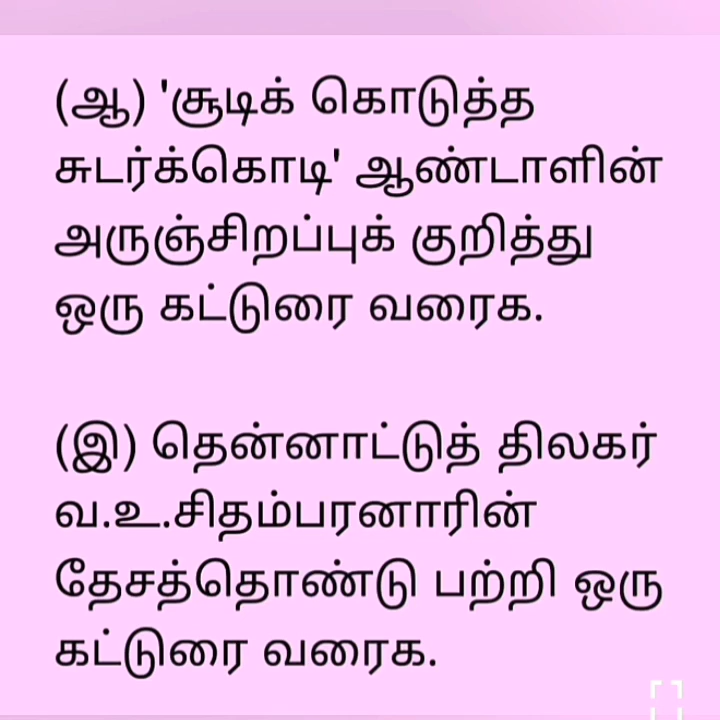 (ஆ) 'சூடிக் கொடுத்த
சுடர்க்கொடி' ஆண்டாளின்
அருஞ்சிறப்புக் குறித்து
ஒரு கட்டுரை வரைக.
(இ) தென்னாட்டுத் திலகர்
வ.உ.சிதம்பரனாரின்
தேசத்தொண்டு பற்றி ஒரு
கட்டுரை வரைக.